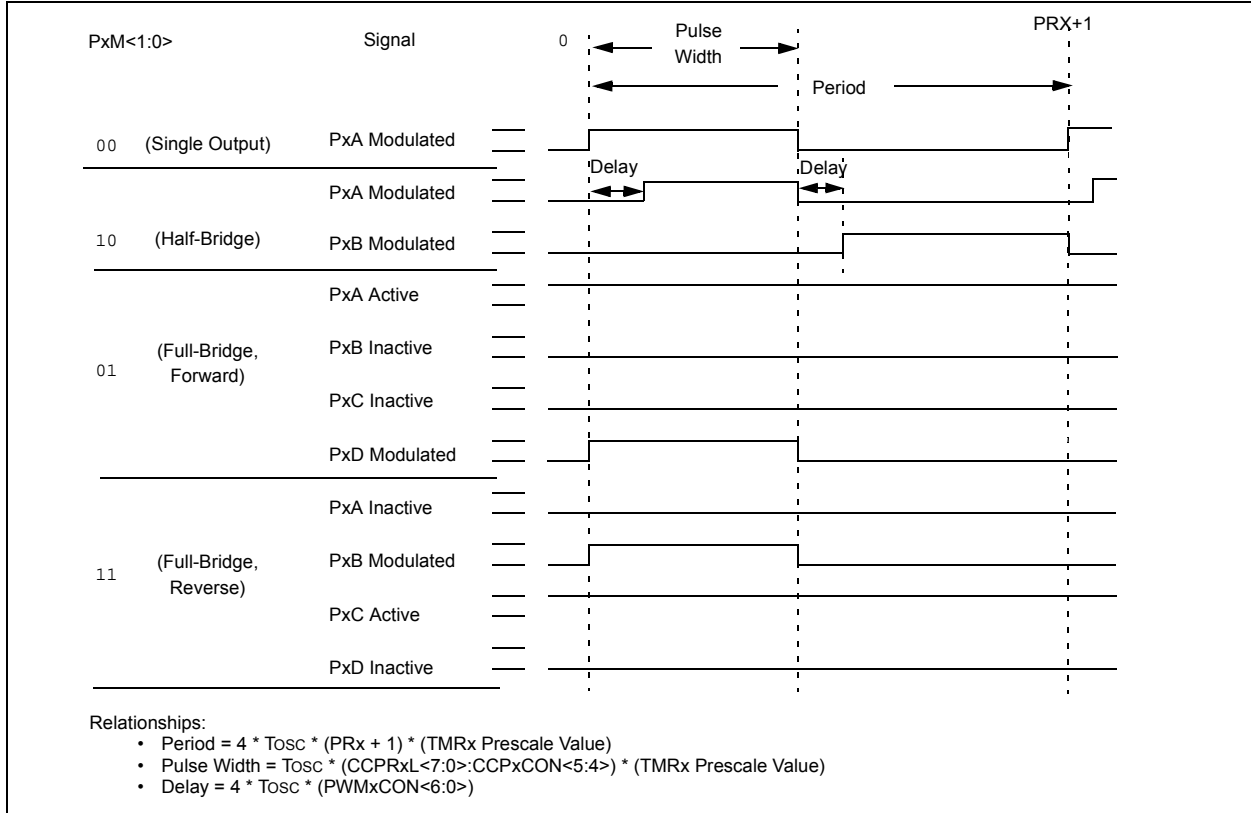 PxM<1:0>
Signal
0
Pulse
Width
PRX+1
Period
00
(Single Output)
PxA Modulated
Delay
Delay
PxA Modulated
10
(Half-Bridge)
PxB Modulated
PxA Active
01
(Full-Bridge,
Forward)
PxB Inactive
PxC Inactive
PxD Modulated
PxA Inactive
11
(Full-Bridge,
Reverse)
PxB Modulated
PxC Active
PxD Inactive
Relationships:
• Period = 4 * TOSC * (PRx + 1) * (TMRx Prescale Value)
• Pulse Width = TOSC * (CCPRxL<7:0>:CCPxCON<5:4>) * (TMRx Prescale Value)
• Delay = 4 * TOSC * (PWMxCON<6:0>)